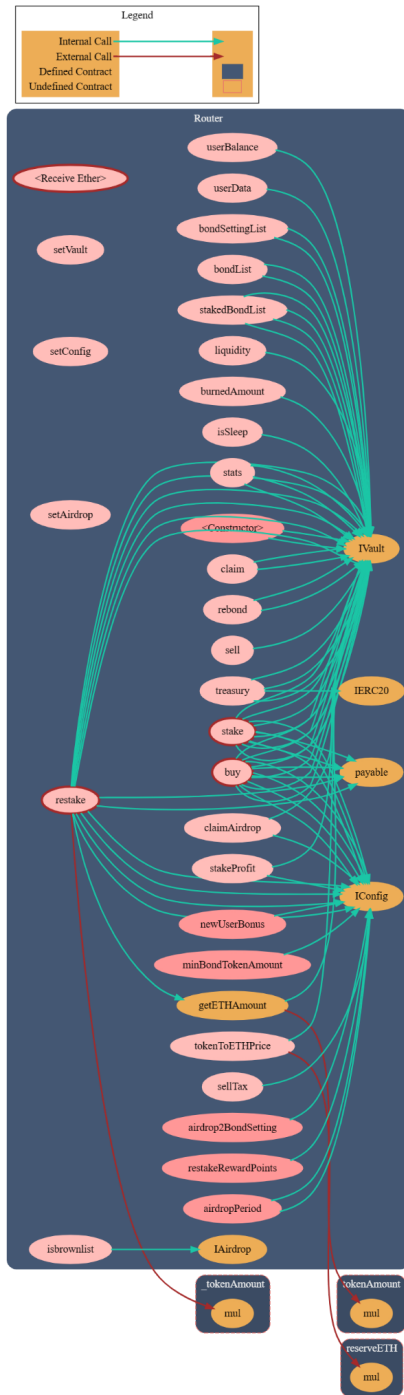 Legend
Internal Call
External Call
Defined Contract
Undefined Contract
Router
userBalance
<Receive Ether>
userData
bondSettingList
setVault
bondList
stakedBondList
setConfig
liquidity
burnedAmount
isSleep
stats
setAirdrop
<Constructor>
IVault
claim
rebond
sell
treasury
IERC20
stake
buy
payable
restake
claimAirdrop
stakeProfit
IConfig
newUserBonus
minBondTokenAmount
getETHAmount
tokenToETHPrice
sellTax
airdrop2BondSetting
restakeRewardPoints
airdropPeriod
isbrownlist
IAirdrop
_tokenAmount
tokenAmount
mul
mul
reserveETH
mul